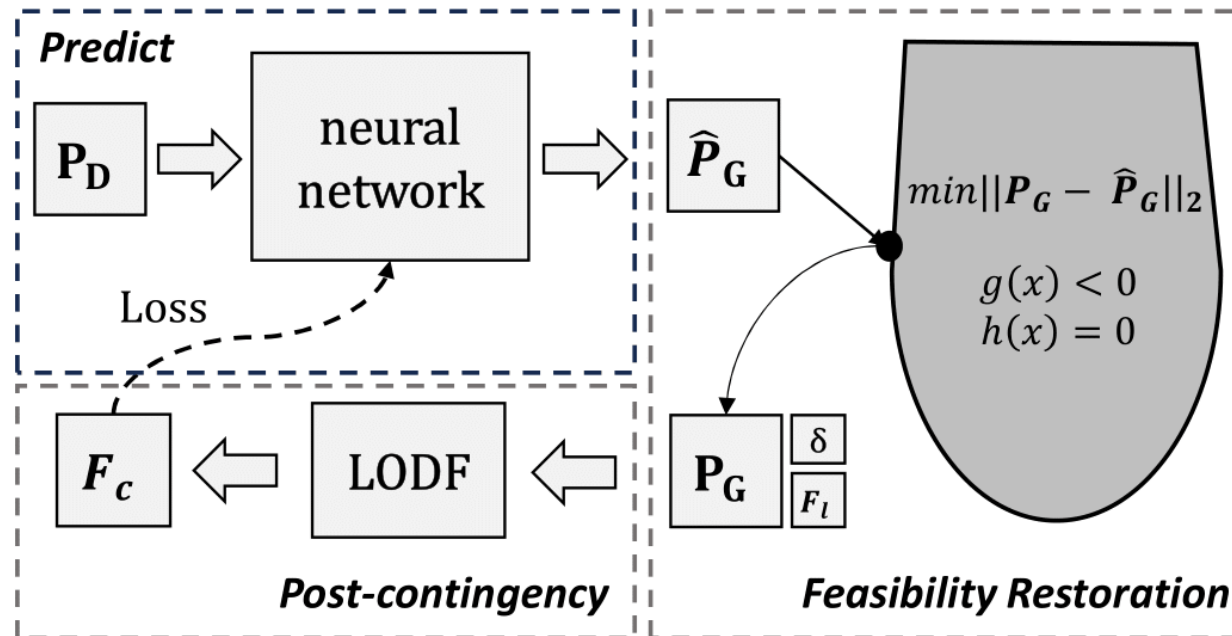 Predict
P_D
neural
network
Loss
P̂_G
min||P_G − P̂_G||_2
g(x) < 0
h(x) = 0
F_c
LODF
P_G
δ
F_l
Post-contingency
Feasibility Restoration